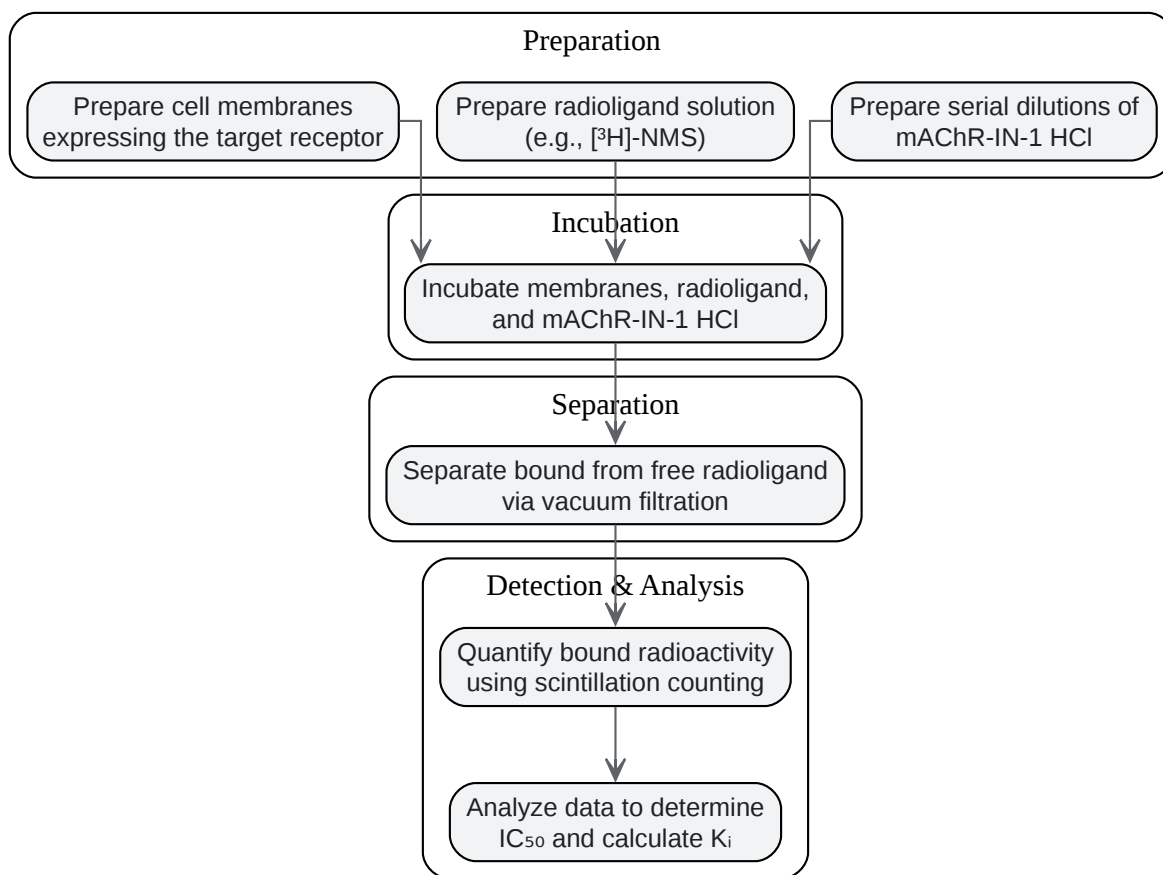 Preparation
Prepare cell membranes
expressing the target receptor
Prepare radioligand solution
(e.g., [³H]-NMS)
Prepare serial dilutions of
mAChR-IN-1 HCl
Incubation
Incubate membranes, radioligand,
and mAChR-IN-1 HCl
Separation
Separate bound from free radioligand
via vacuum filtration
Detection & Analysis
Quantify bound radioactivity
using scintillation counting
Analyze data to determine
IC₅₀ and calculate Kᵢ